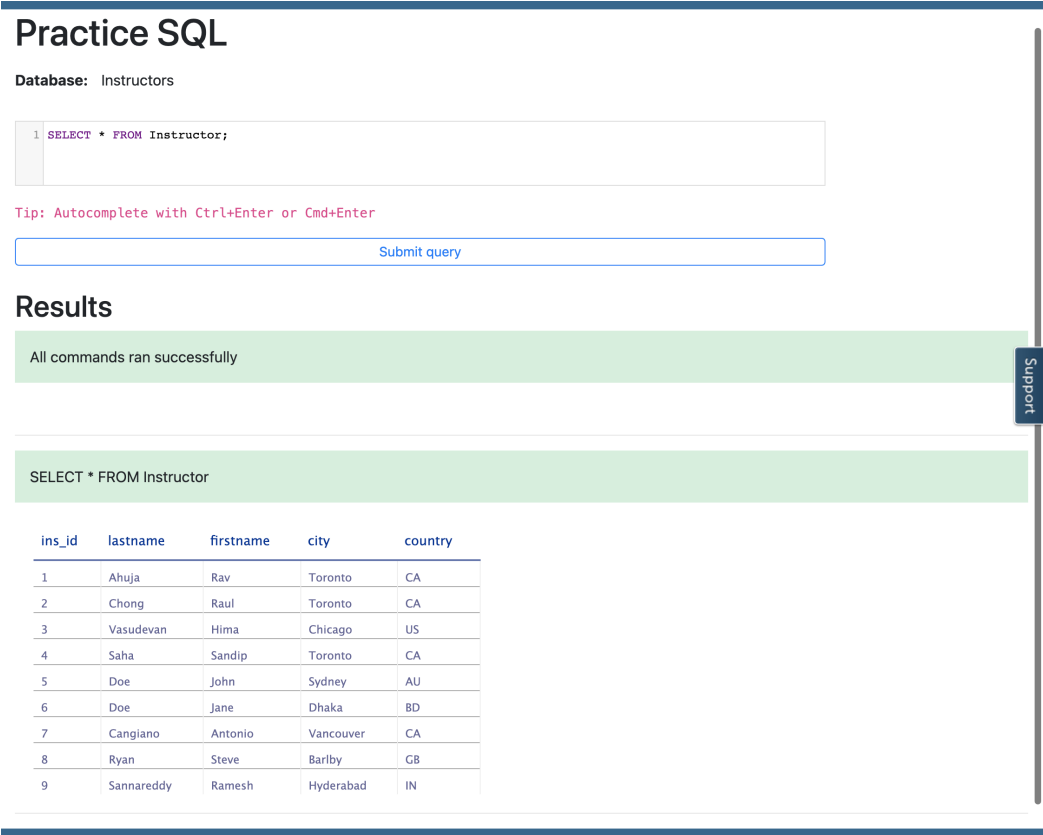 Practice SQL
Database: Instructors
1 SELECT * FROM Instructor;
Tip: Autocomplete with Ctrl+Enter or Cmd+Enter
Submit query
Results
All commands ran successfully
Support
SELECT * FROM Instructor
ins_id lastname firstname city country
1 Ahuja Rav Toronto CA
2 Chong Raul Toronto CA
3 Vasudevan Hima Chicago US
4 Saha Sandip Toronto CA
5 Doe John Sydney AU
6 Doe Jane Dhaka BD
7 Cangiano Antonio Vancouver CA
8 Ryan Steve Barlby GB
9 Sannareddy Ramesh Hyderabad IN